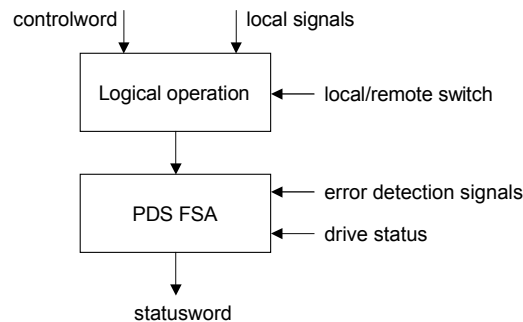 controlword
local signals
Logical operation
local/remote switch
PDS FSA
error detection signals
drive status
statusword